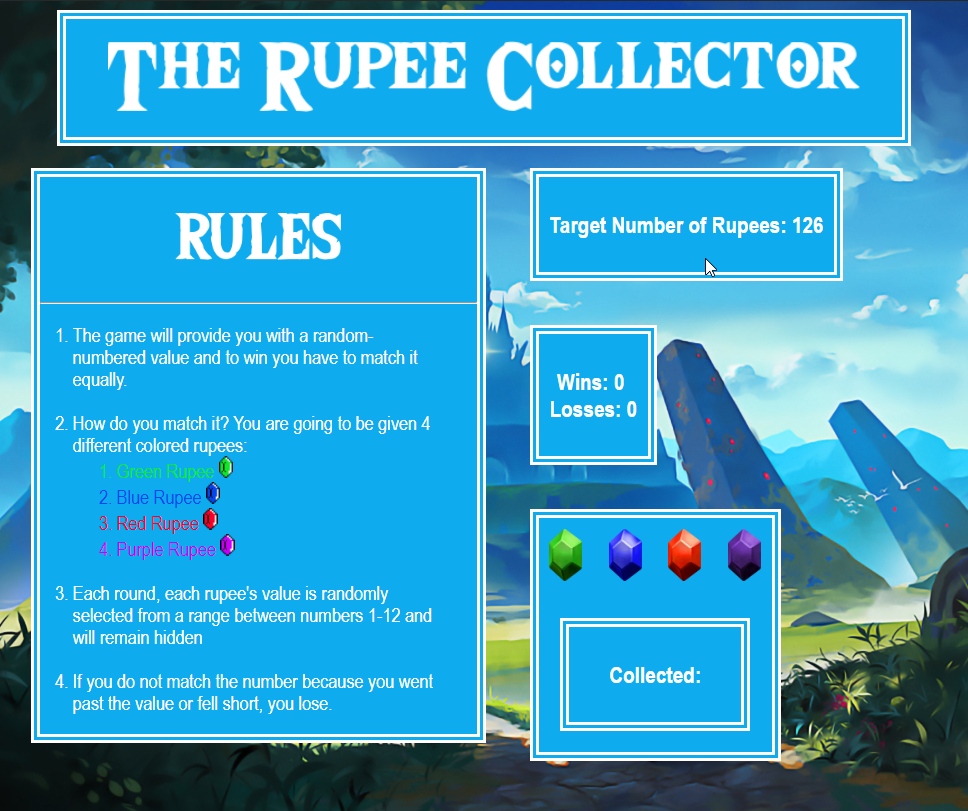 The Rupee Collector
RULES
1. The game will provide you with a random-
numbered value and to win you have to match it
equally.
2. How do you match it? You are going to be given 4
different colored rupees:
1. Green Rupee
2. Blue Rupee
3. Red Rupee
4. Purple Rupee
3. Each round, each rupee's value is randomly
selected from a range between numbers 1-12 and
will remain hidden
4. If you do not match the number because you went
past the value or fell short, you lose.
Target Number of Rupees: 126
Wins: 0
Losses: 0
Collected: